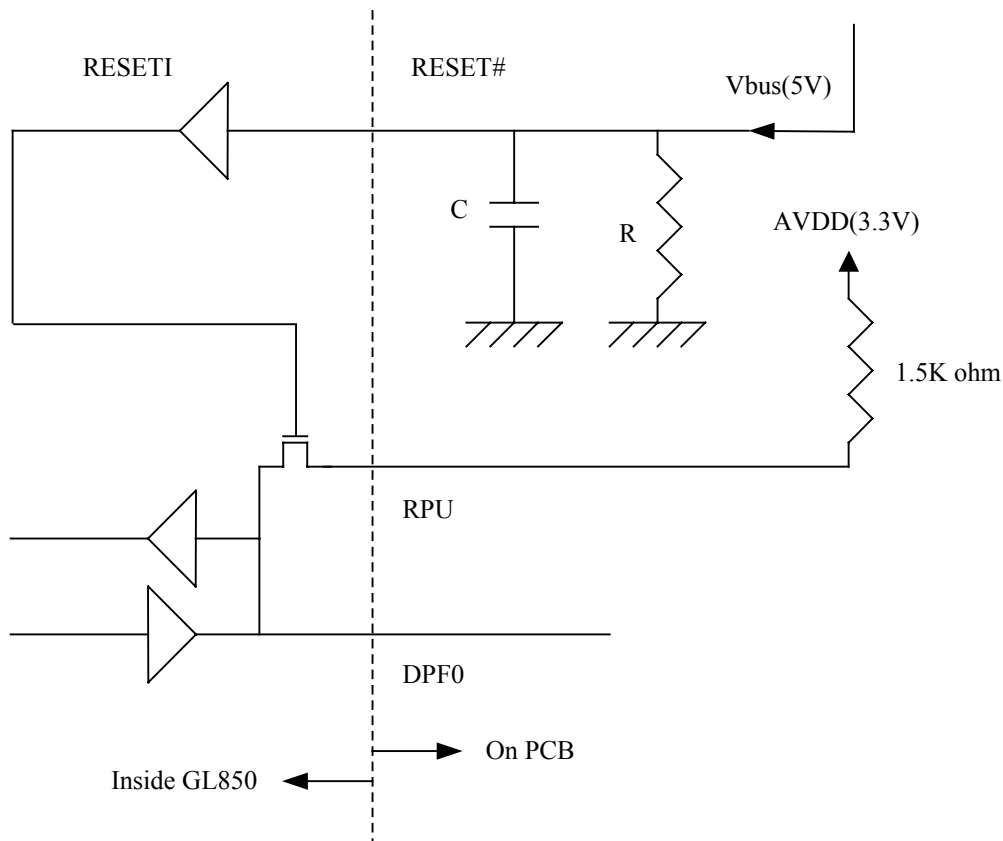 RESETI
RESET#
Vbus(5V)
C
R
AVDD(3.3V)
1.5K ohm
RPU
DPF0
On PCB
Inside GL850